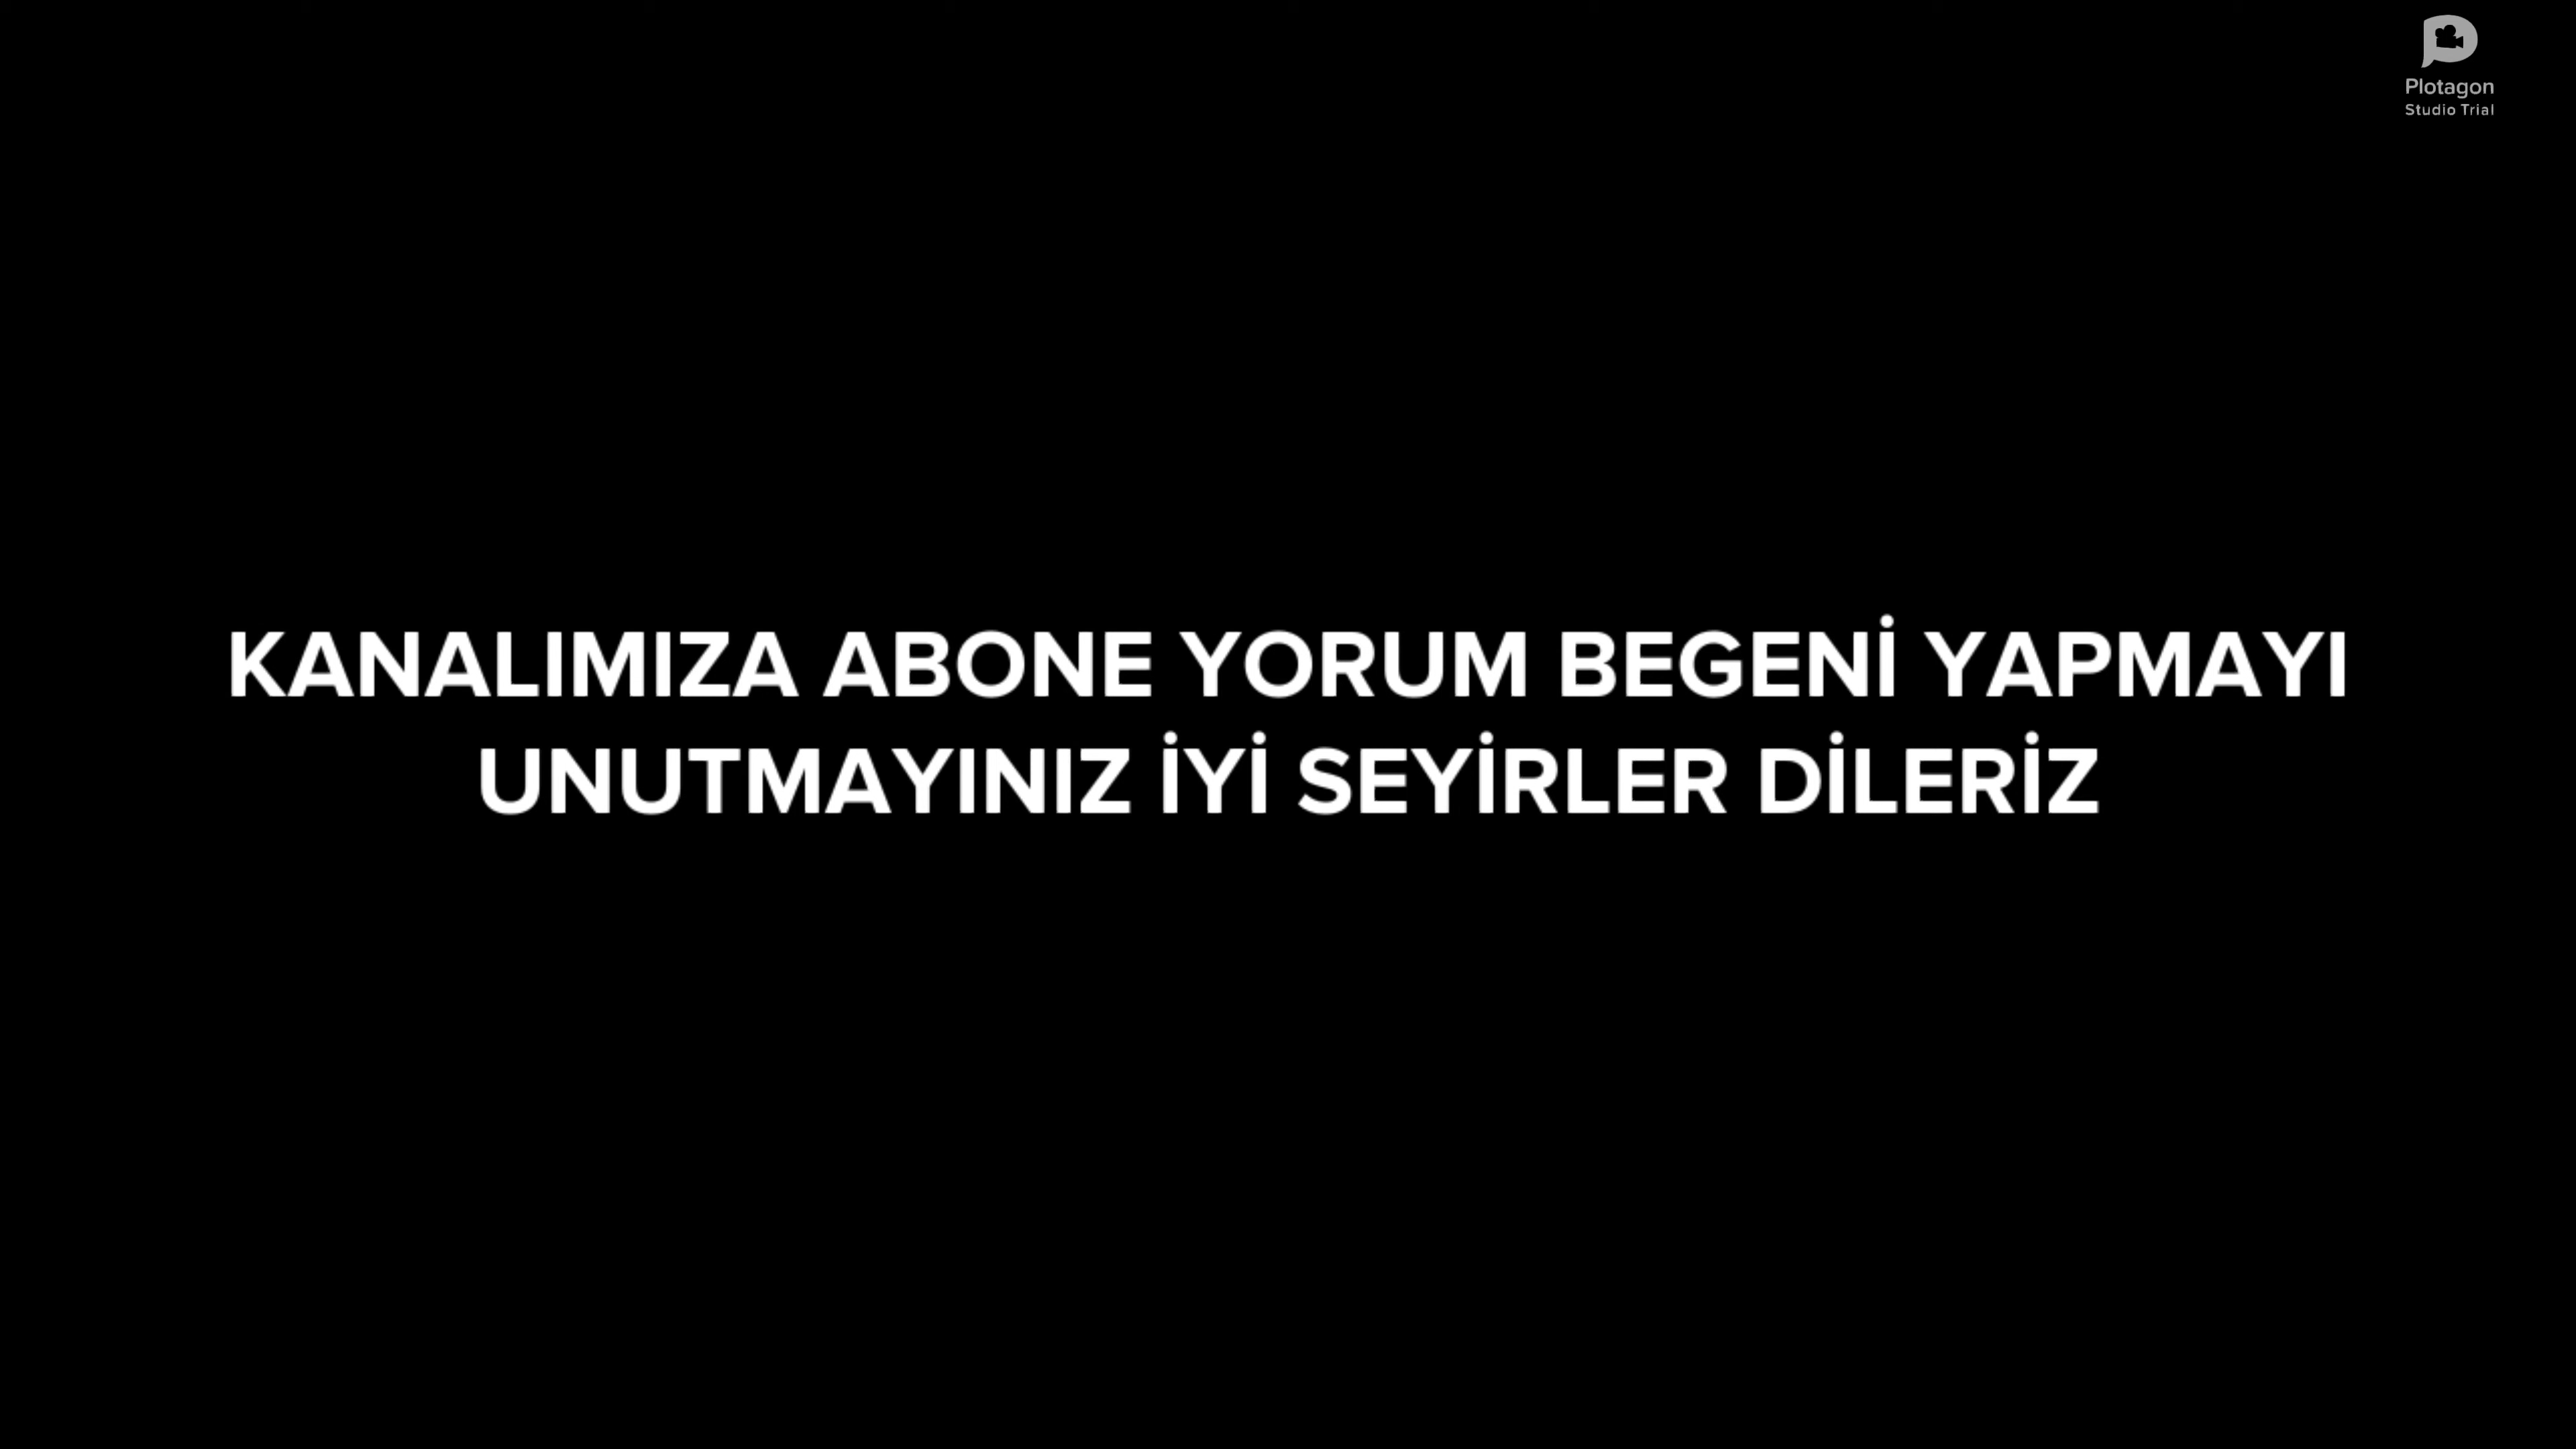 Plotagon
Studio Trial
KANALIMIZA ABONE YORUM BEGENİ YAPMAYI
UNUTMAYINIZ İYİ SEYİRLER DİLERİZ